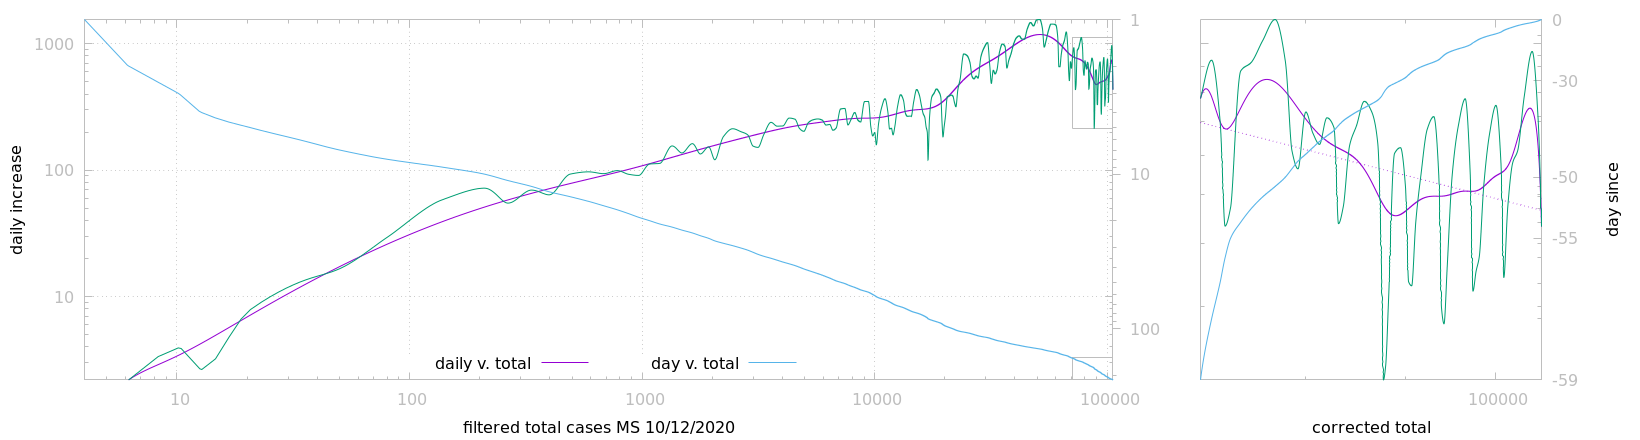 1000
100
10
daily increase
10
100
1000
10000
100000
filtered total cases MS 10/12/2020
daily v. total
day v. total
1
10
100
0
-30
-50
-55
-59
day since
100000
corrected total